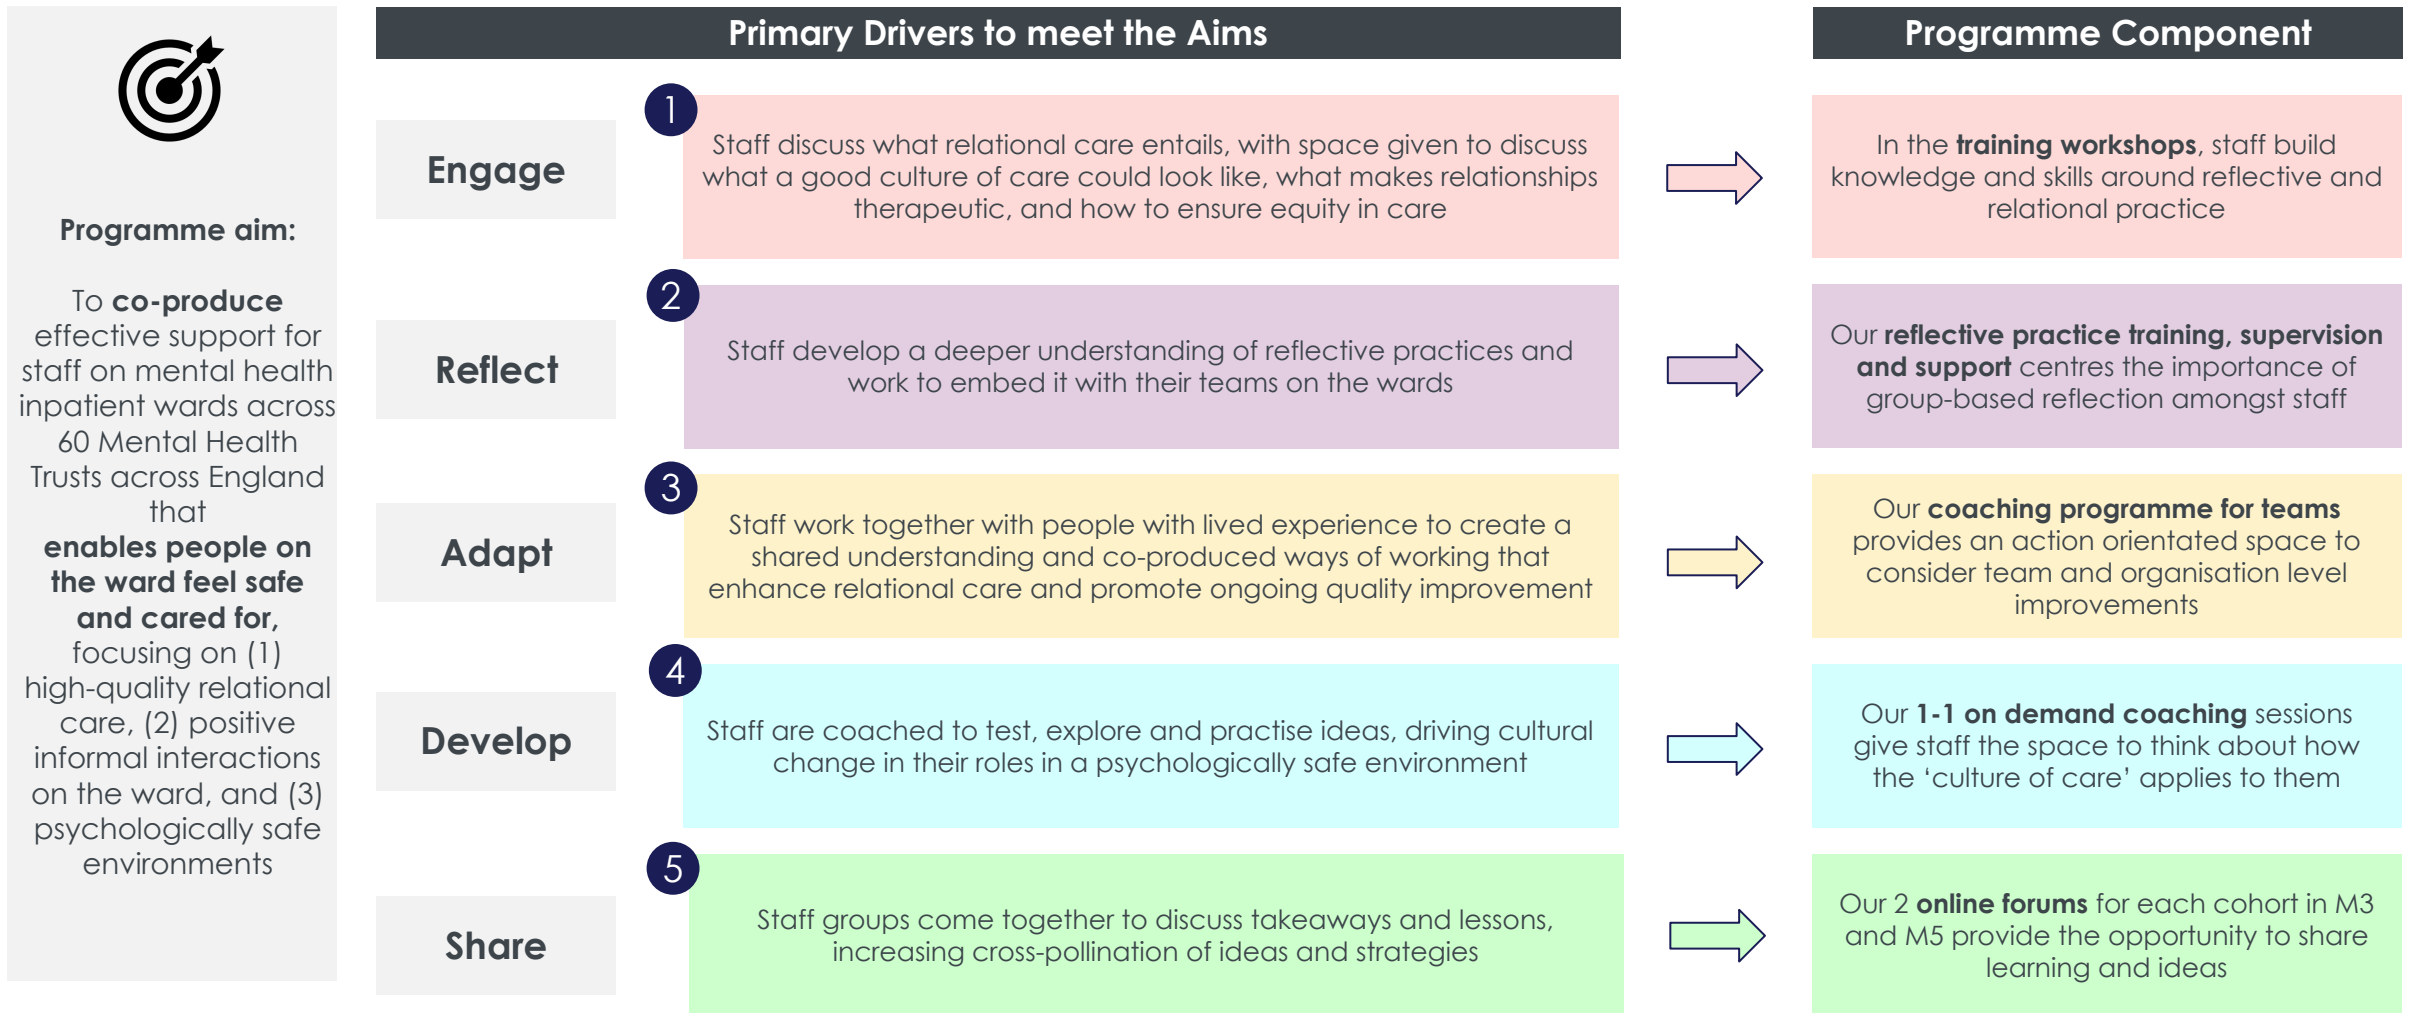 Programme aim:
To co-produce
effective support for
staff on mental health
inpatient wards across
60 Mental Health
Trusts across England
that
enables people on
the ward feel safe
and cared for,
focusing on (1)
high-quality relational
care, (2) positive
informal interactions
on the ward, and (3)
psychologically safe
environments
Primary Drivers to meet the Aims
Programme Component
Engage
1
Staff discuss what relational care entails, with space given to discuss
what a good culture of care could look like, what makes relationships
therapeutic, and how to ensure equity in care
In the training workshops, staff build
knowledge and skills around reflective and
relational practice
Reflect
2
Staff develop a deeper understanding of reflective practices and
work to embed it with their teams on the wards
Our reflective practice training, supervision
and support centres the importance of
group-based reflection amongst staff
Adapt
3
Staff work together with people with lived experience to create a
shared understanding and co-produced ways of working that
enhance relational care and promote ongoing quality improvement
Our coaching programme for teams
provides an action orientated space to
consider team and organisation level
improvements
Develop
4
Staff are coached to test, explore and practise ideas, driving cultural
change in their roles in a psychologically safe environment
Our 1-1 on demand coaching sessions
give staff the space to think about how
the ‘culture of care’ applies to them
Share
5
Staff groups come together to discuss takeaways and lessons,
increasing cross-pollination of ideas and strategies
Our 2 online forums for each cohort in M3
and M5 provide the opportunity to share
learning and ideas